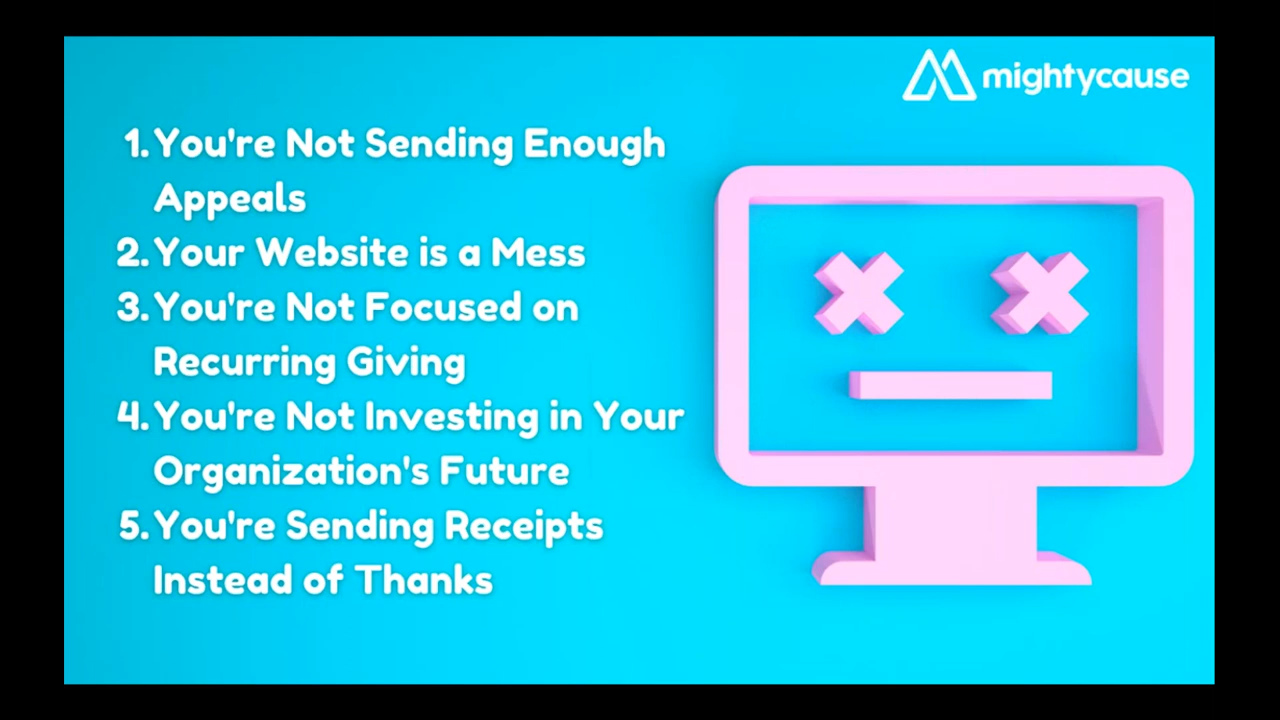 mightycause
1. You're Not Sending Enough
Appeals
2. Your Website is a Mess
3. You're Not Focused on
Recurring Giving
4. You're Not Investing in Your
Organization's Future
5. You're Sending Receipts
Instead of Thanks